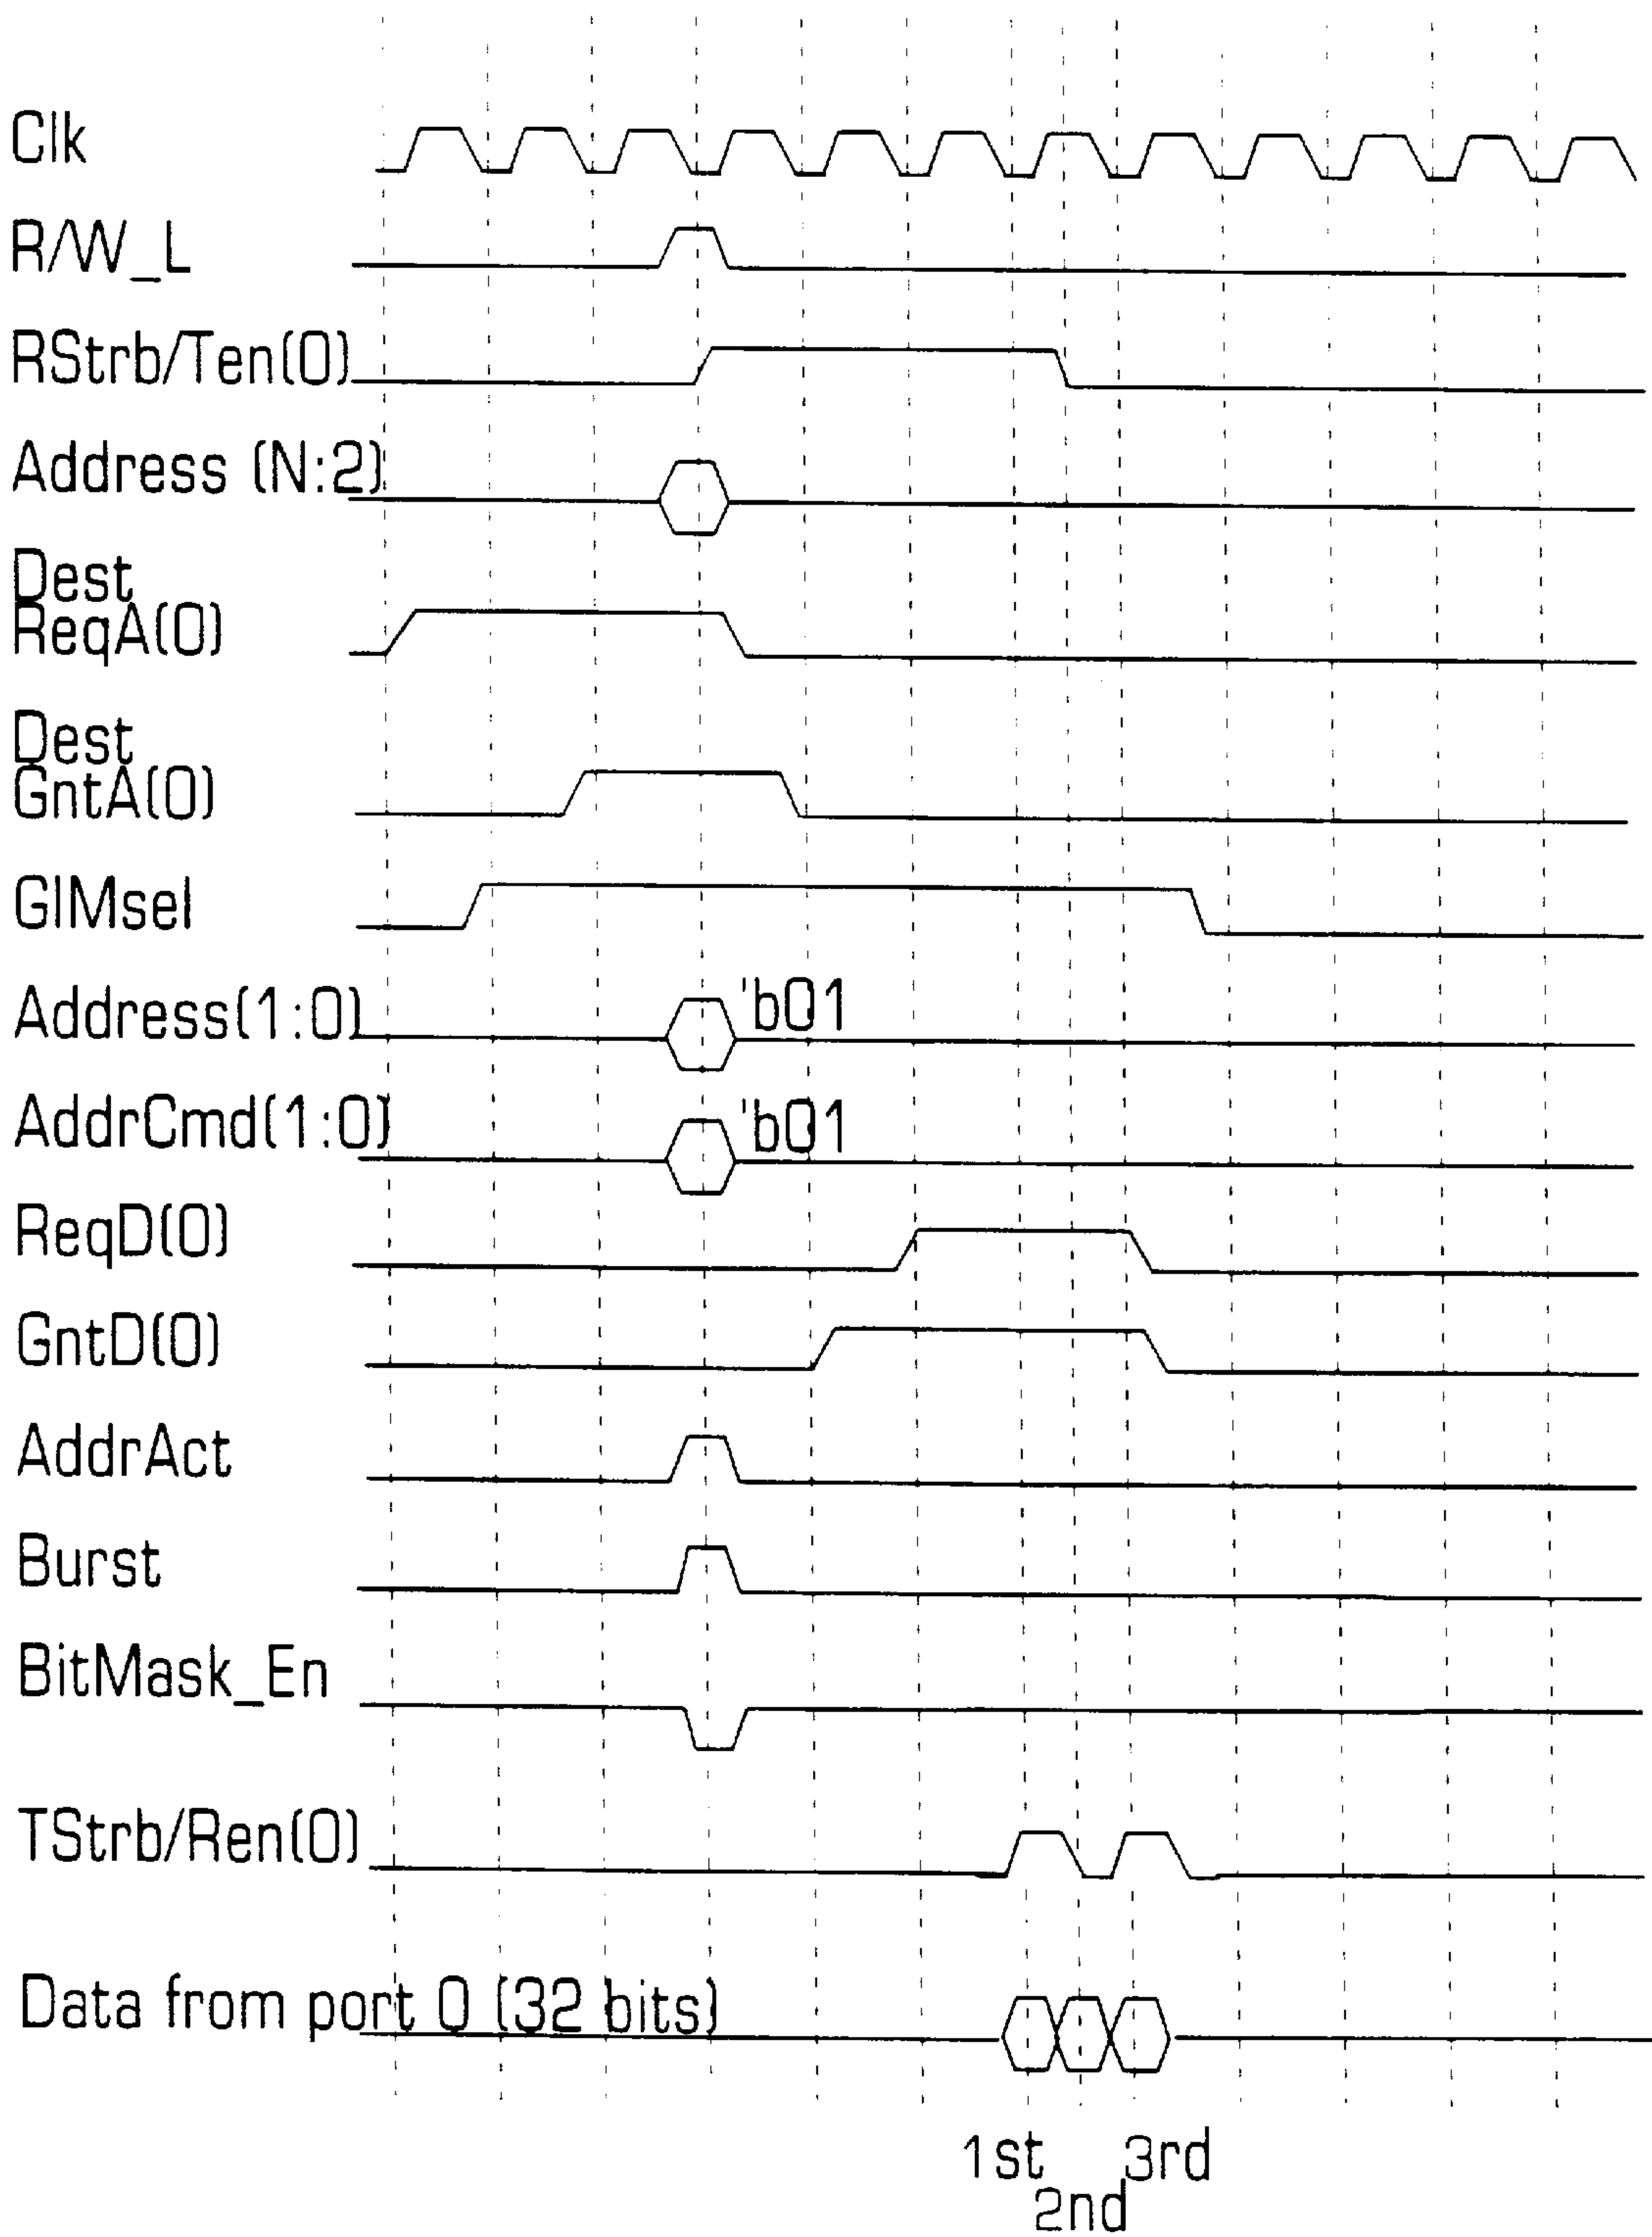 Clk
R/W_L
RStrb/Ten(0)
Address (N:2)
Dest
ReqA(0)
Dest
GntA(0)
GIMsel
Address(1:0) 'b01
AddrCmd(1:0) 'b01
ReqD(0)
GntD(0)
AddrAct
Burst
BitMask_En
TStrb/Ren(0)
Data from port 0 (32 bits)
1st 3rd
2nd